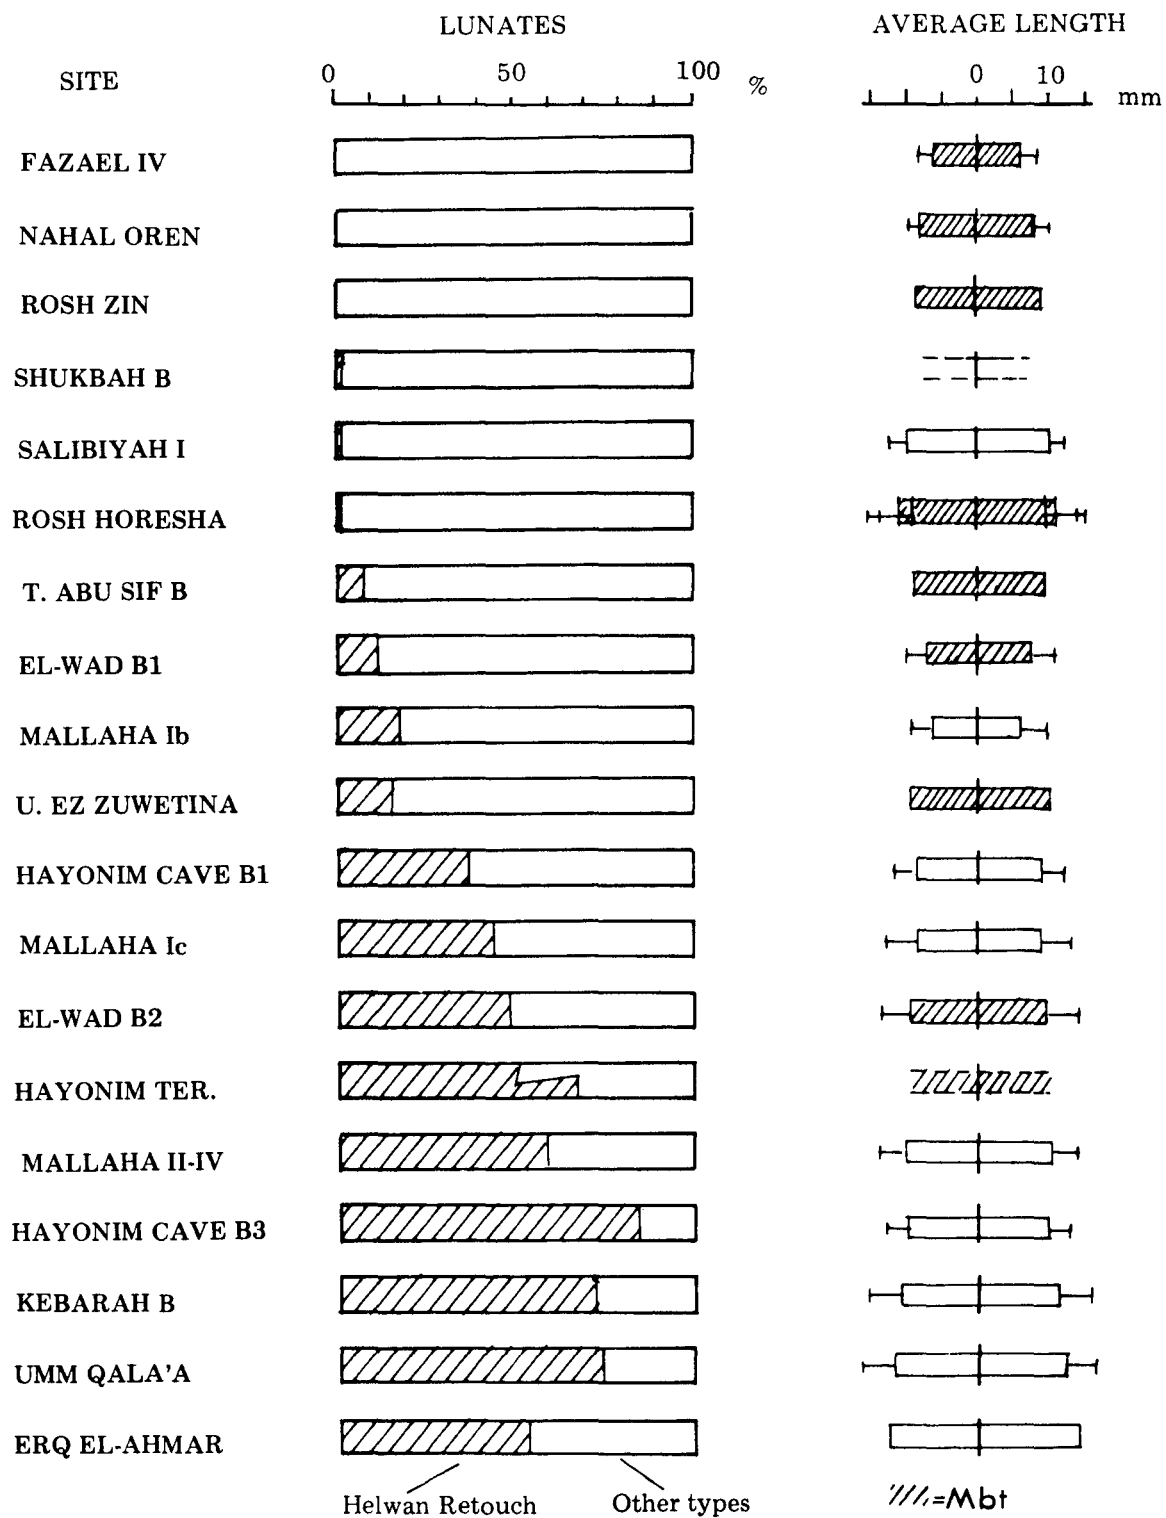 LUNATES AVERAGE LENGTH
SITE 0 50 100 % 0 10 mm
FAZAEL IV
NAHAL OREN
ROSH ZIN
SHUKBAH B
SALIBIYAH I
ROSH HORESHA
T. ABU SIF B
EL-WAD B1
MALLAHA Ib
U. EZ ZUWETINA
HAYONIM CAVE B1
MALLAHA Ic
EL-WAD B2
HAYONIM TER.
MALLAHA II-IV
HAYONIM CAVE B3
KEBARAH B
UMM QALA'A
ERQ EL-AHMAR
Helwan Retouch Other types =Mbt